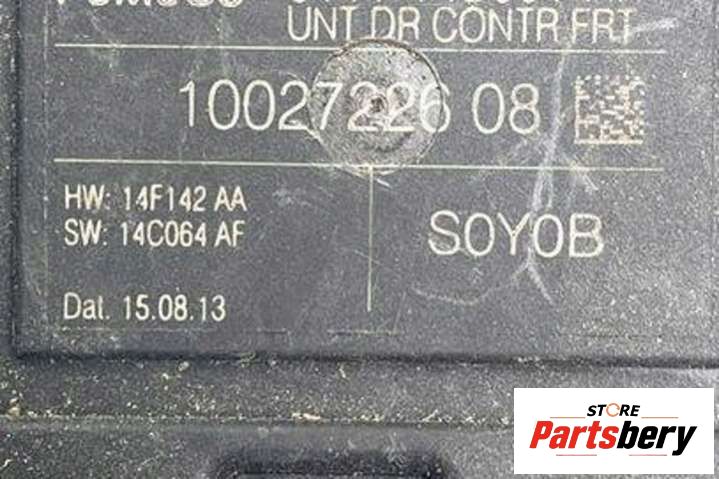 UNT DR CONTR FRT
10027226 08
HW: 14F142 AA
SW: 14C064 AF
S0Y0B
Dat. 15.08.13
STORE
Partsbery